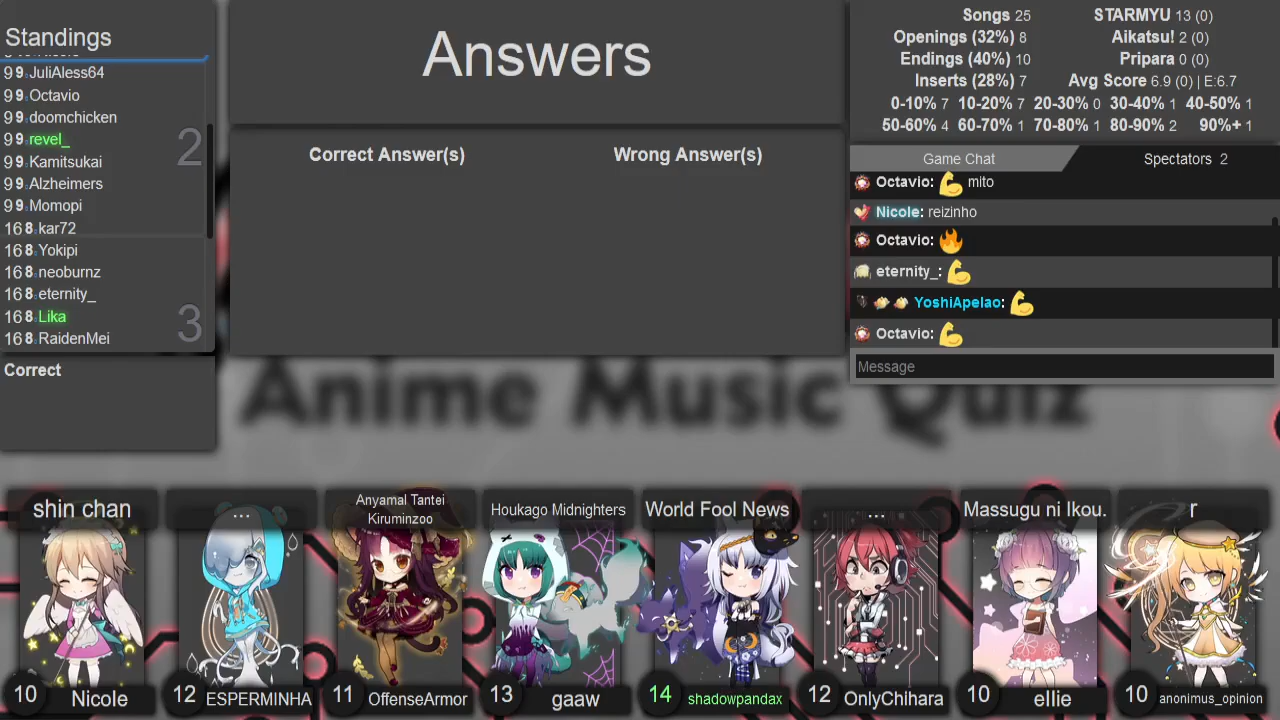 Standings
9 9 JuliAless64
9 9 Octavio
9 9 doomchicken
9 9 revel_
2
9 9 Kamitsukai
9 9 Alzheimers
9 9 Momopi
16 8 kar72
16 8 Yokipi
16 8 neoburnz
16 8 eternity_
16 8 Lika
3
16 8 RaidenMei
Correct
Answers
Correct Answer(s) Wrong Answer(s)
Songs 25 STARMYU 13 (0)
Openings (32%) 8 Aikatsu! 2 (0)
Endings (40%) 10 Pripara 0 (0)
Inserts (28%) 7 Avg Score 6.9 (0) | E:6.7
0-10% 7 10-20% 7 20-30% 0 30-40% 1 40-50% 1
50-60% 4 60-70% 1 70-80% 1 80-90% 2 90%+ 1
Game Chat Spectators 2
Octavio: 💪 mito
Nicole: reizinho
Octavio: 🔥
eternity_: 💪
YoshiApelao: 💪
Octavio: 💪
Message
Anime Music Quiz
shin chan
10 Nicole
...
12 ESPERMINHA
Anyamal Tantei
Kiruminzoo
11 OffenseArmor
Houkago Midnighters
13 gaaw
World Fool News
14 shadowpandax
...
12 OnlyChihara
Massugu ni Ikou.
10 ellie
r
10 anonimus_opinion